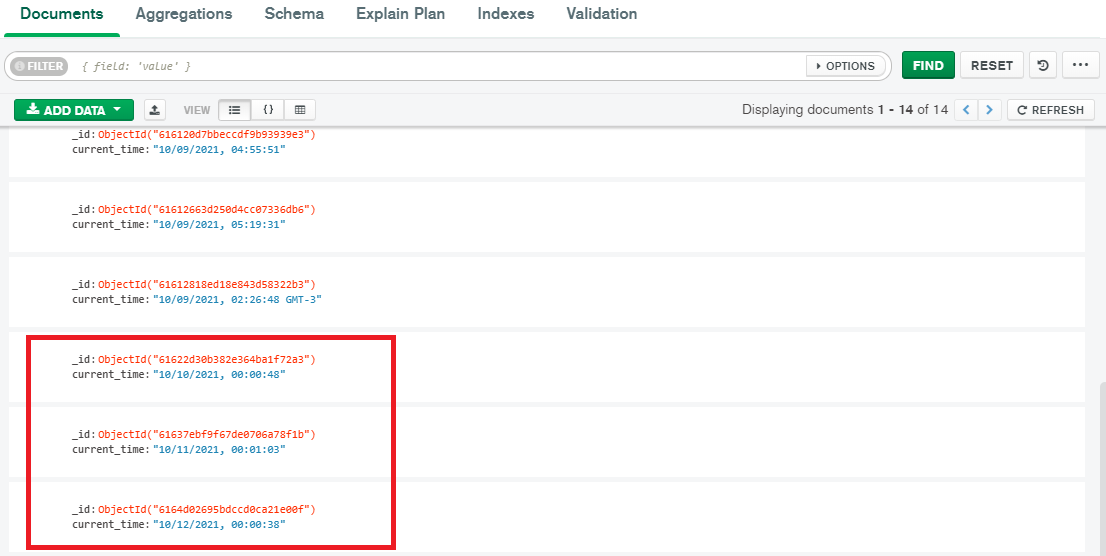 Documents Aggregations Schema Explain Plan Indexes Validation
FILTER { field: 'value' } OPTIONS FIND RESET ...
ADD DATA VIEW { } Displaying documents 1 - 14 of 14 < > REFRESH
_id: ObjectId("616120d7bbeccdf9b93939e3")
current_time: "10/09/2021, 04:55:51"
_id: ObjectId("61612663d250d4cc07336db6")
current_time: "10/09/2021, 05:19:31"
_id: ObjectId("61612818ed18e843d58322b3")
current_time: "10/09/2021, 02:26:48 GMT-3"
_id: ObjectId("61622d30b382e364ba1f72a3")
current_time: "10/10/2021, 00:00:48"
_id: ObjectId("61637ebf9f67de0706a78f1b")
current_time: "10/11/2021, 00:01:03"
_id: ObjectId("6164d02695bdccd0ca21e00f")
current_time: "10/12/2021, 00:00:38"